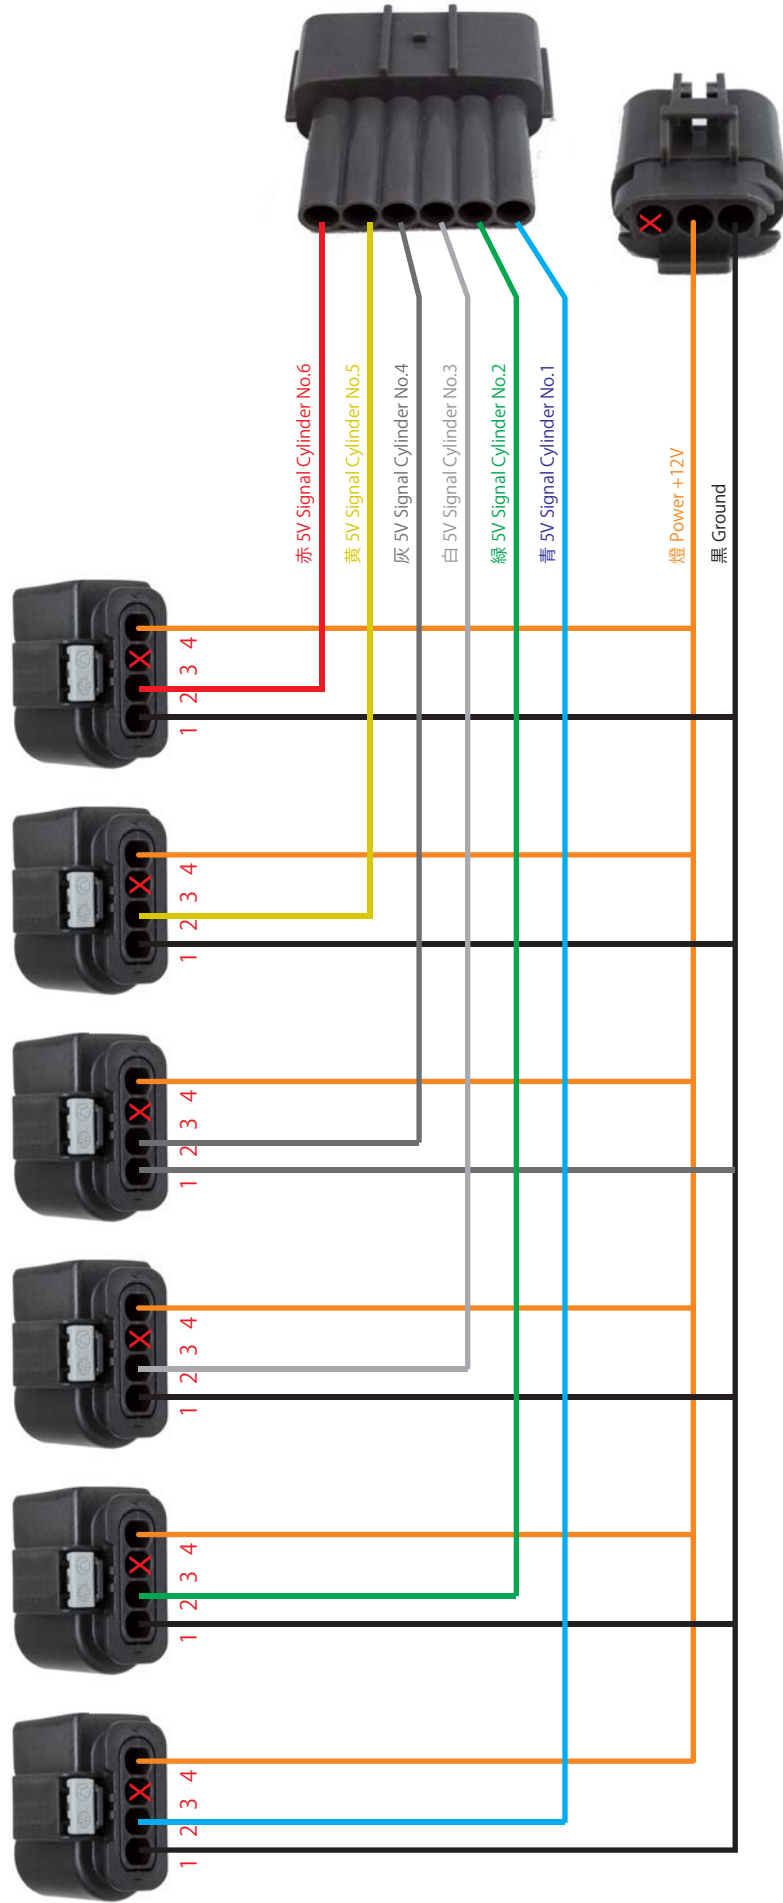 赤 5V Signal Cylinder No.6
黄 5V Signal Cylinder No.5
灰 5V Signal Cylinder No.4
白 5V Signal Cylinder No.3
緑 5V Signal Cylinder No.2
青 5V Signal Cylinder No.1
燈 Power +12V
黒 Ground
X
1 2 3 4
X
1 2 3 4
X
1 2 3 4
X
1 2 3 4
X
1 2 3 4
X
1 2 3 4
X